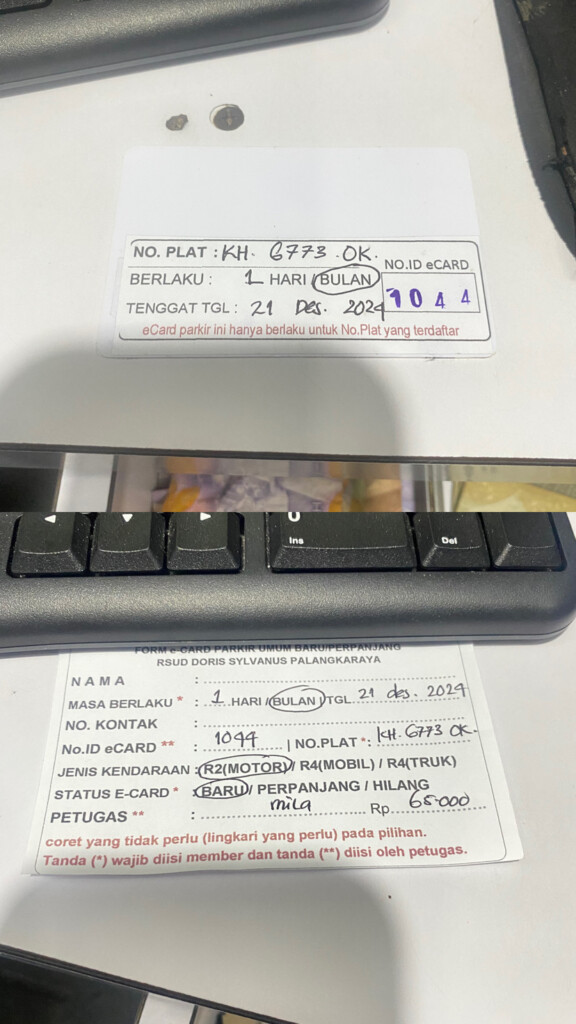 NO. PLAT : KH. 6773 .OK.
BERLAKU : 1 HARI / BULAN
NO.ID eCARD
1044
TENGGAT TGL : 21 Des. 2024
eCard parkir ini hanya berlaku untuk No.Plat yang terdaftar
Ins
Del
FORM e-CARD PARKIR UMUM BARU/PERPANJANG
RSUD DORIS SYLVANUS PALANGKARAYA
NAMA :
MASA BERLAKU * : 1 HARI / BULAN | TGL 21 des. 2024
NO. KONTAK :
No.ID eCARD ** : 1044 | NO.PLAT *: KH. 6773 OK.
JENIS KENDARAAN : R2(MOTOR)/ R4(MOBIL) / R4(TRUK)
STATUS E-CARD * : BARU / PERPANJANG / HILANG
PETUGAS ** : mila Rp. 65.000
coret yang tidak perlu (lingkari yang perlu) pada pilihan.
Tanda (*) wajib diisi member dan tanda (**) diisi oleh petugas.